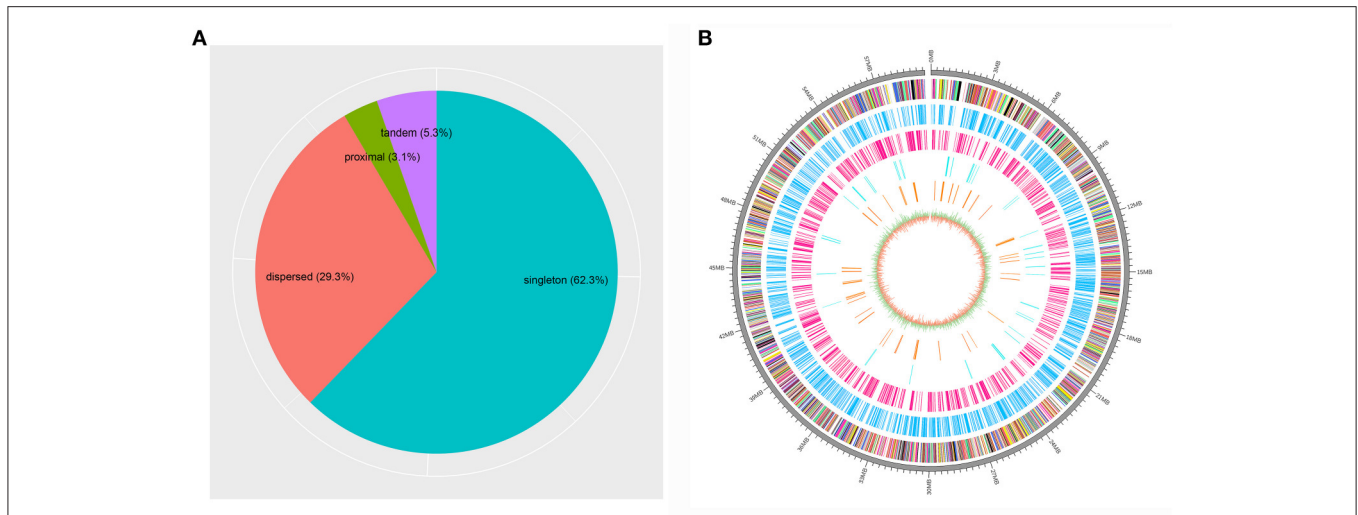 A
tandem (5.3%)
proximal (3.1%)
dispersed (29.3%)
singleton (62.3%)
B
0MB
3MB
6MB
9MB
12MB
15MB
18MB
21MB
24MB
27MB
30MB
33MB
36MB
39MB
42MB
45MB
48MB
51MB
54MB
57MB